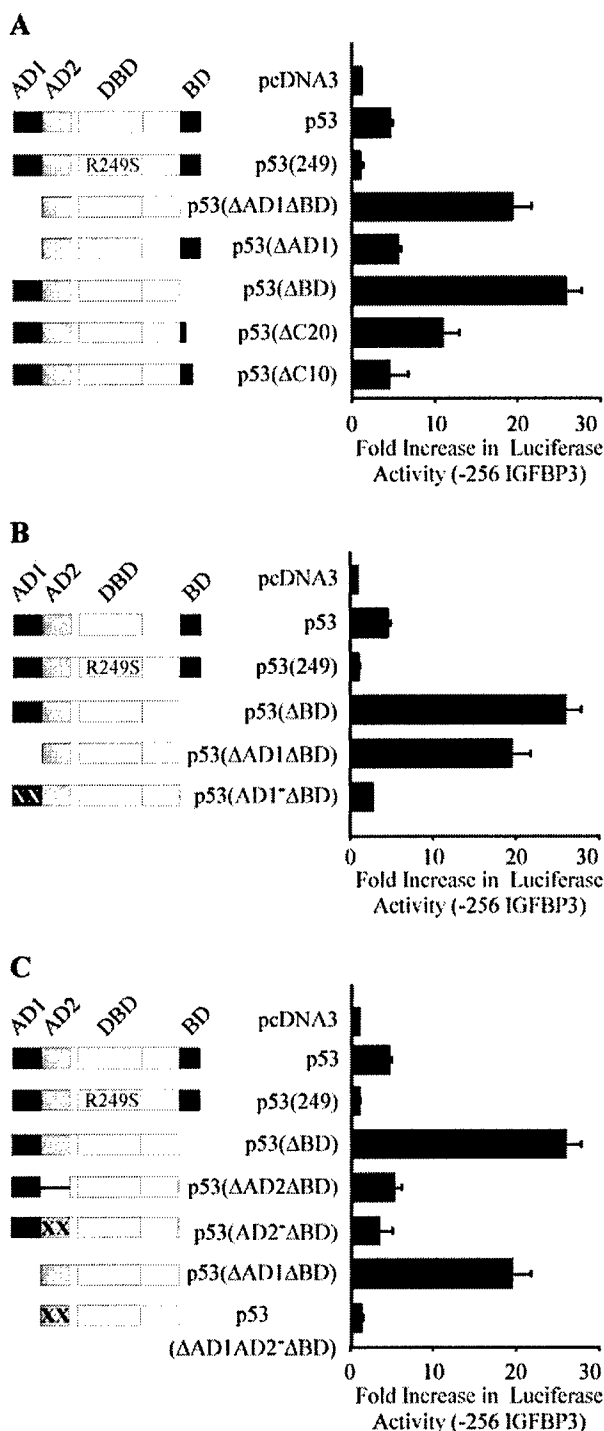 A
AD1 AD2 DBD BD
pcDNA3
p53
R249S p53(249)
p53(ΔAD1ΔBD)
p53(ΔAD1)
p53(ΔBD)
p53(ΔC20)
p53(ΔC10)
0 10 20 30
Fold Increase in Luciferase
Activity (-256 IGFBP3)
B
AD1 AD2 DBD BD
pcDNA3
p53
R249S p53(249)
p53(ΔBD)
p53(ΔAD1ΔBD)
XX p53(AD1-ΔBD)
0 10 20 30
Fold Increase in Luciferase
Activity (-256 IGFBP3)
C
AD1 AD2 DBD BD
pcDNA3
p53
R249S p53(249)
p53(ΔBD)
p53(ΔAD2ΔBD)
XX p53(AD2-ΔBD)
p53(ΔAD1ΔBD)
XX p53
(ΔAD1AD2-ΔBD)
0 10 20 30
Fold Increase in Luciferase
Activity (-256 IGFBP3)